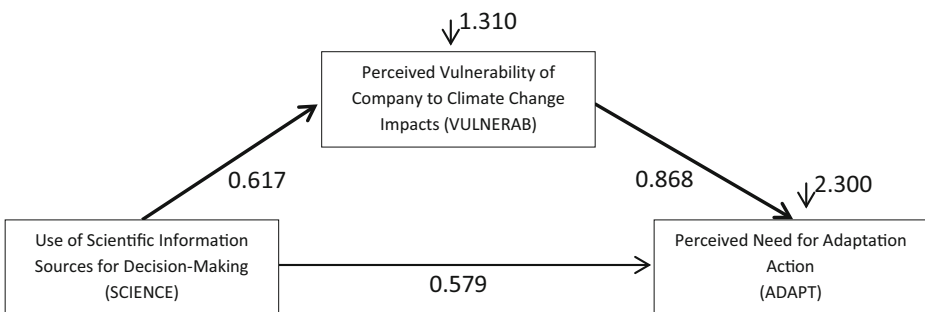 1.310
Perceived Vulnerability of
Company to Climate Change
Impacts (VULNERAB)
0.617
0.868
2.300
Use of Scientific Information
Sources for Decision-Making
(SCIENCE)
0.579
Perceived Need for Adaptation
Action
(ADAPT)